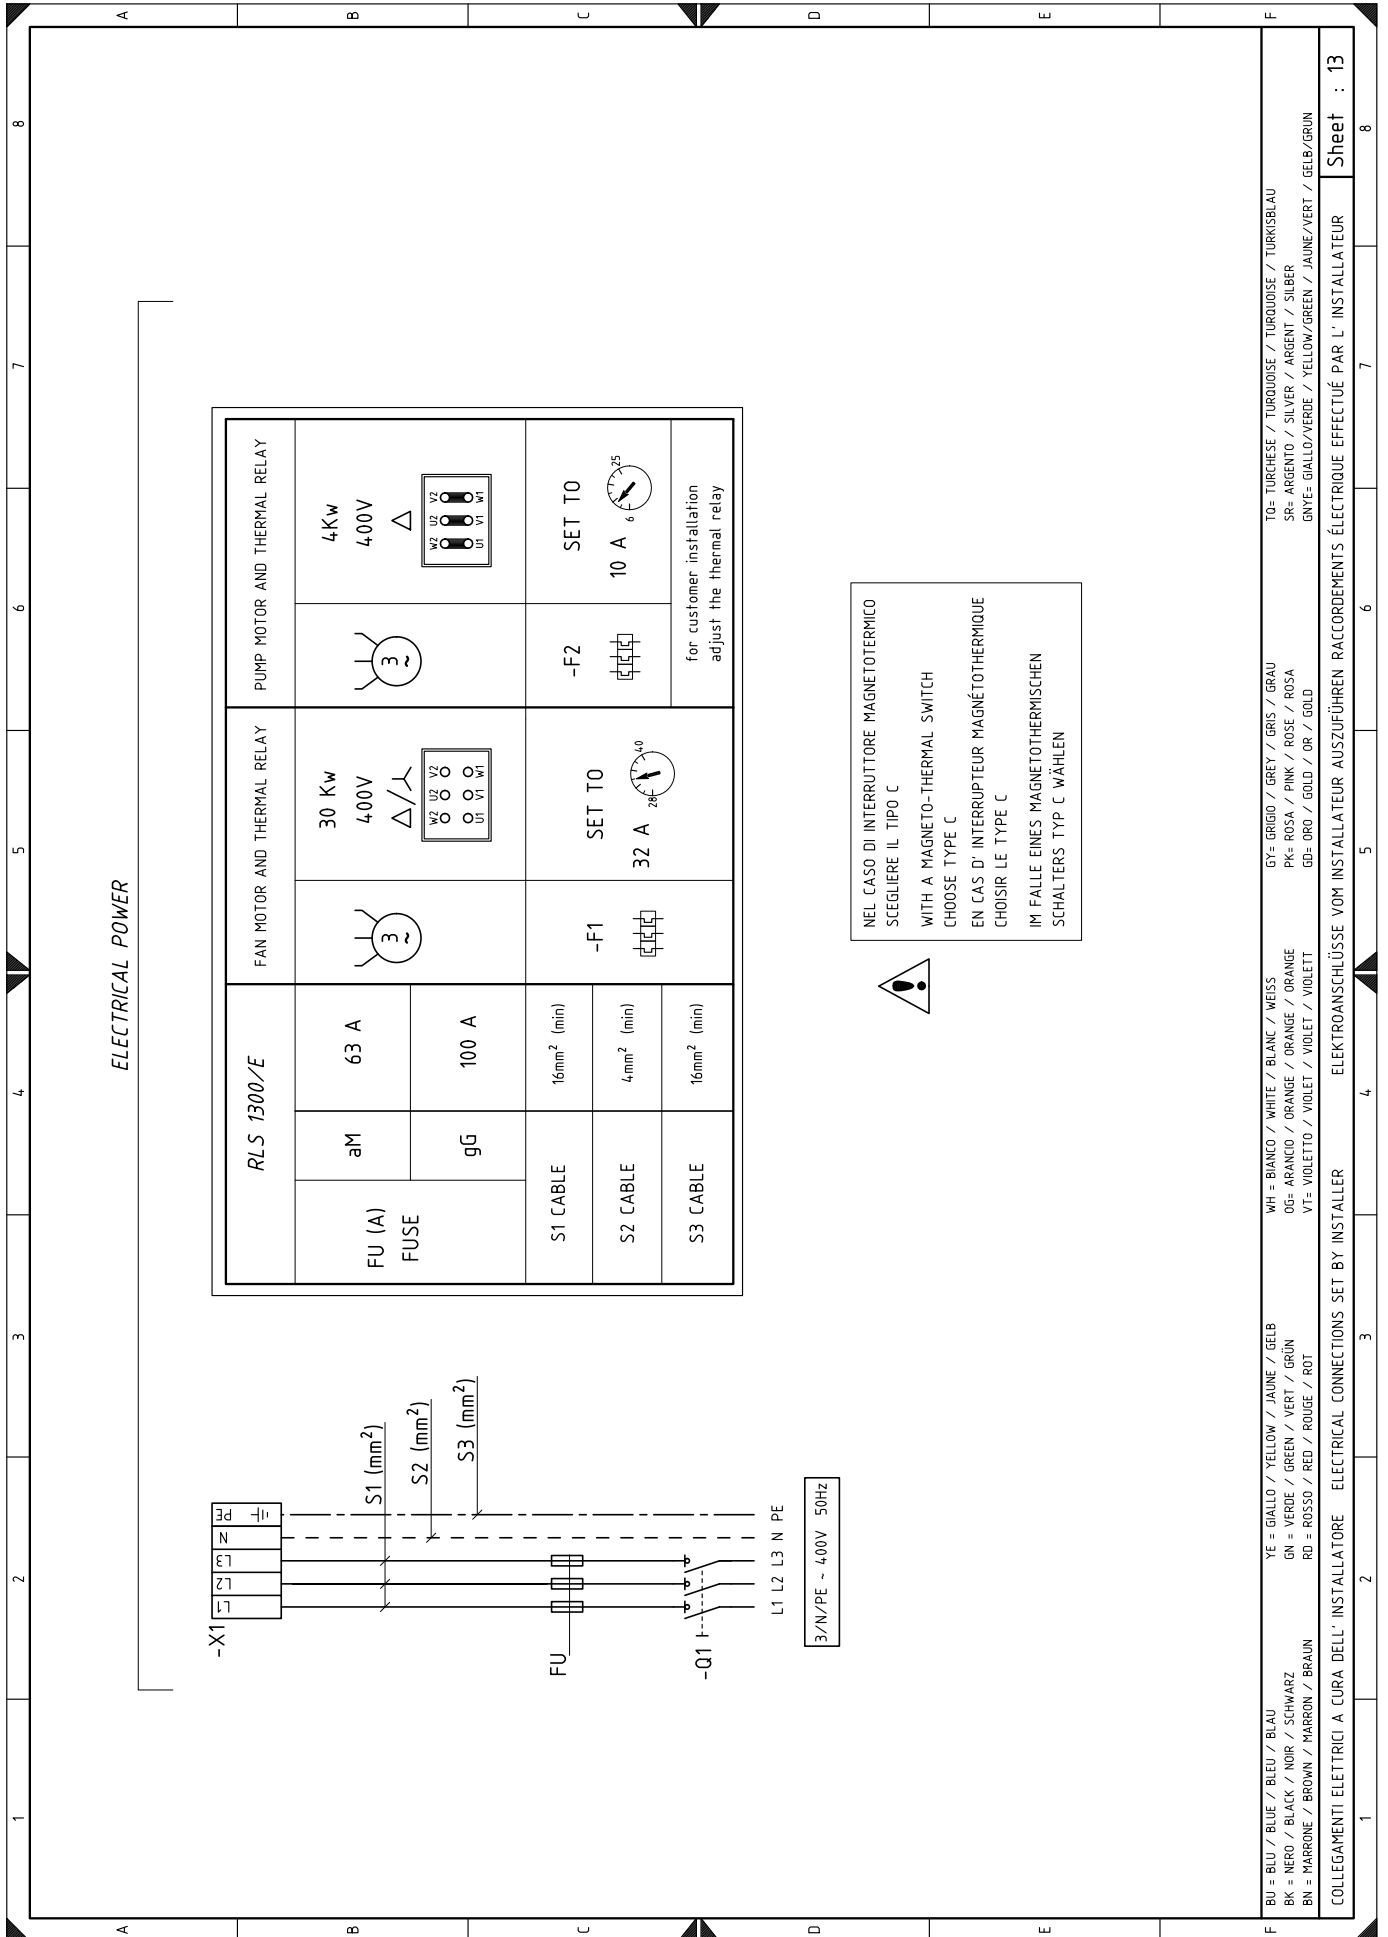 1 2 3 4 5 6 7 8
A A
B B
C C
D D
E E
F F
ELECTRICAL POWER
-X1
L1 L2 L3 N PE
S1 (mm²)
S2 (mm²)
S3 (mm²)
FU
-Q1
L1 L2 L3 N PE
3/N/PE ~ 400V 50Hz
RLS 1300/E
FU (A)
FUSE
aM 63 A
gG 100 A
S1 CABLE 16mm² (min)
S2 CABLE 4mm² (min)
S3 CABLE 16mm² (min)
FAN MOTOR AND THERMAL RELAY
3
~
30 Kw
400V
△/
W2 U2 V2
U1 V1 W1
-F1
SET TO
32 A
28 40
PUMP MOTOR AND THERMAL RELAY
3
~
4Kw
400V
△
W2 U2 V2
U1 V1 W1
-F2
SET TO
10 A
6 25
for customer installation
adjust the thermal relay
!
NEL CASO DI INTERRUTTORE MAGNETOTERMICO
SCEGLIERE IL TIPO C
WITH A MAGNETO-THERMAL SWITCH
CHOOSE TYPE C
EN CAS D' INTERRUPTEUR MAGNÉTOTHERMIQUE
CHOISIR LE TYPE C
IM FALLE EINES MAGNETOTHERMISCHEN
SCHALTERS TYP C WÄHLEN
BU = BLU / BLUE / BLEU / BLAU
BK = NERO / BLACK / NOIR / SCHWARZ
BN = MARRONE / BROWN / MARRON / BRAUN
YE = GIALLO / YELLOW / JAUNE / GELB
GN = VERDE / GREEN / VERT / GRÜN
RD = ROSSO / RED / ROUGE / ROT
WH = BIANCO / WHITE / BLANC / WEISS
OG= ARANCIO / ORANGE / ORANGE / ORANGE
VT= VIOLETTO / VIOLET / VIOLET / VIOLETT
GY= GRIGIO / GREY / GRIS / GRAU
PK= ROSA / PINK / ROSE / ROSA
GD= ORO / GOLD / OR / GOLD
TQ= TURCHESE / TURQUOISE / TURQUOISE / TURKISBLAU
SR= ARGENTO / SILVER / ARGENT / SILBER
GNYE= GIALLO/VERDE / YELLOW/GREEN / JAUNE/VERT / GELB/GRUN
COLLEGAMENTI ELETTRICI A CURA DELL' INSTALLATORE ELECTRICAL CONNECTIONS SET BY INSTALLER ELEKTROANSCHLÜSSE VOM INSTALLATEUR AUSZUFÜHREN RACCORDEMENTS ÉLECTRIQUE EFFECTUÉ PAR L' INSTALLATEUR Sheet : 13
1 2 3 4 5 6 7 8